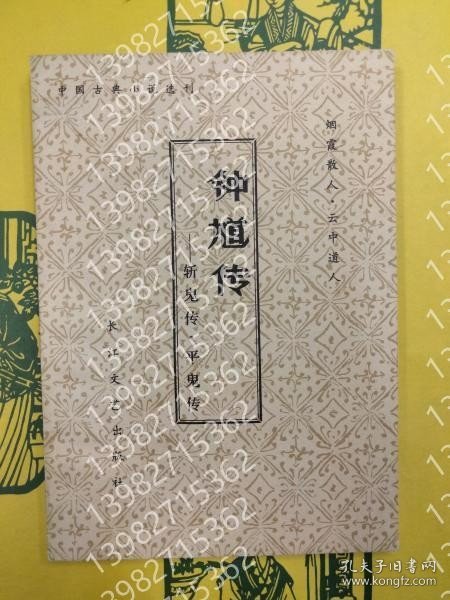 中国古典小说选刊
烟霞散人·云中道人
钟馗传
——斩鬼传·平鬼传
长江文艺出版社
13982715362
孔夫子旧书网
www.kongfz.com